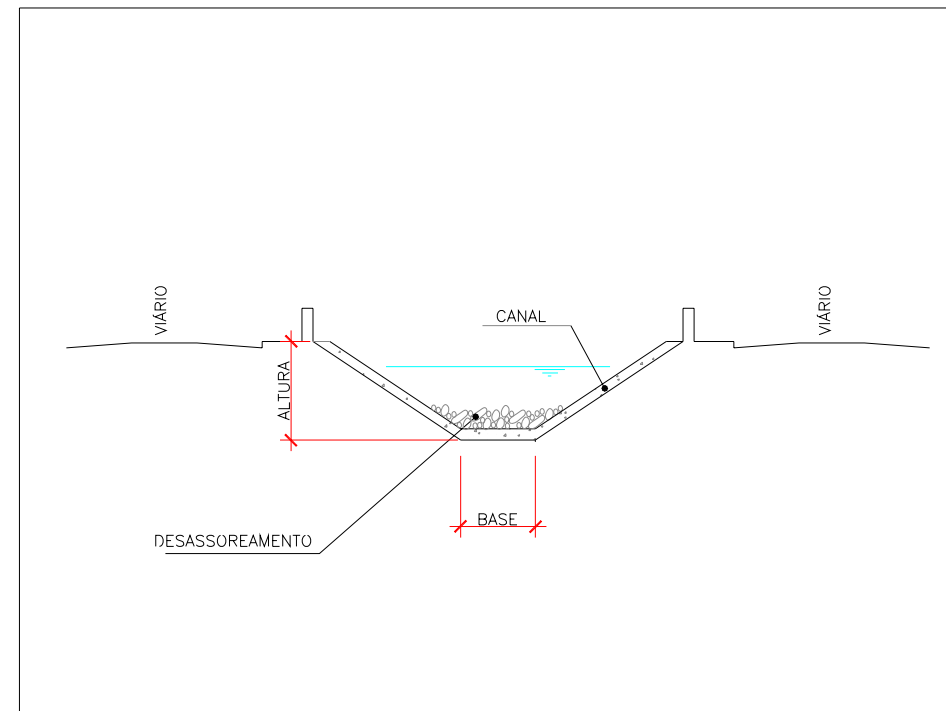 VIÁRIO
VIÁRIO
CANAL
ALTURA
BASE
DESASSOREAMENTO